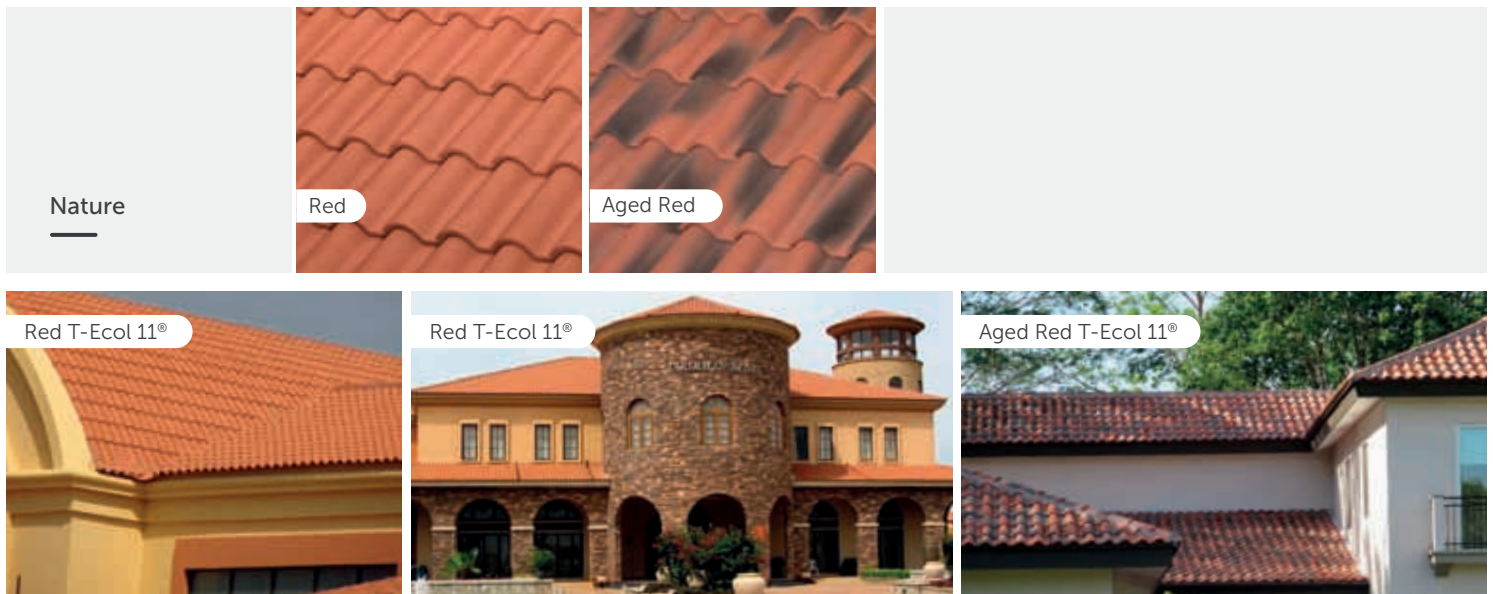 Nature
Red
Aged Red
Red T-Ecol 11®
Red T-Ecol 11®
Aged Red T-Ecol 11®